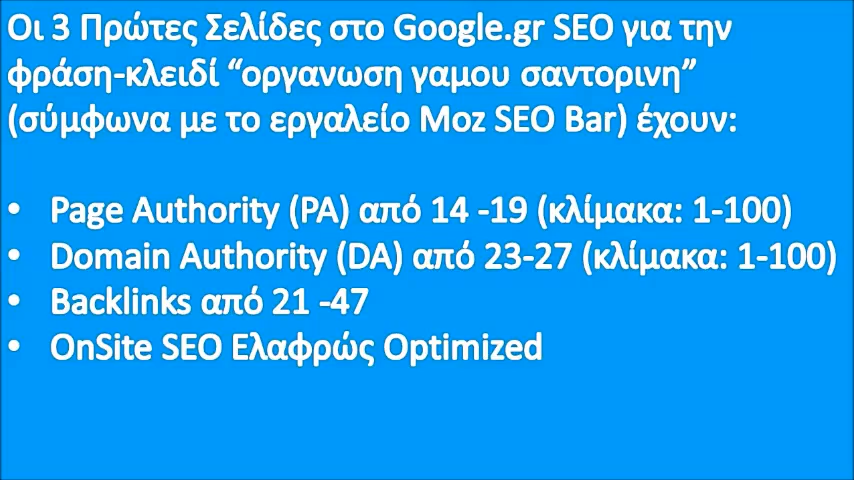 Οι 3 Πρώτες Σελίδες στο Google.gr SEO για την
φράση-κλειδί “οργανωση γαμου σαντορινη”
(σύμφωνα με το εργαλείο Moz SEO Bar) έχουν:
• Page Authority (PA) από 14 -19 (κλίμακα: 1-100)
• Domain Authority (DA) από 23-27 (κλίμακα: 1-100)
• Backlinks από 21 -47
• OnSite SEO Ελαφρώς Optimized